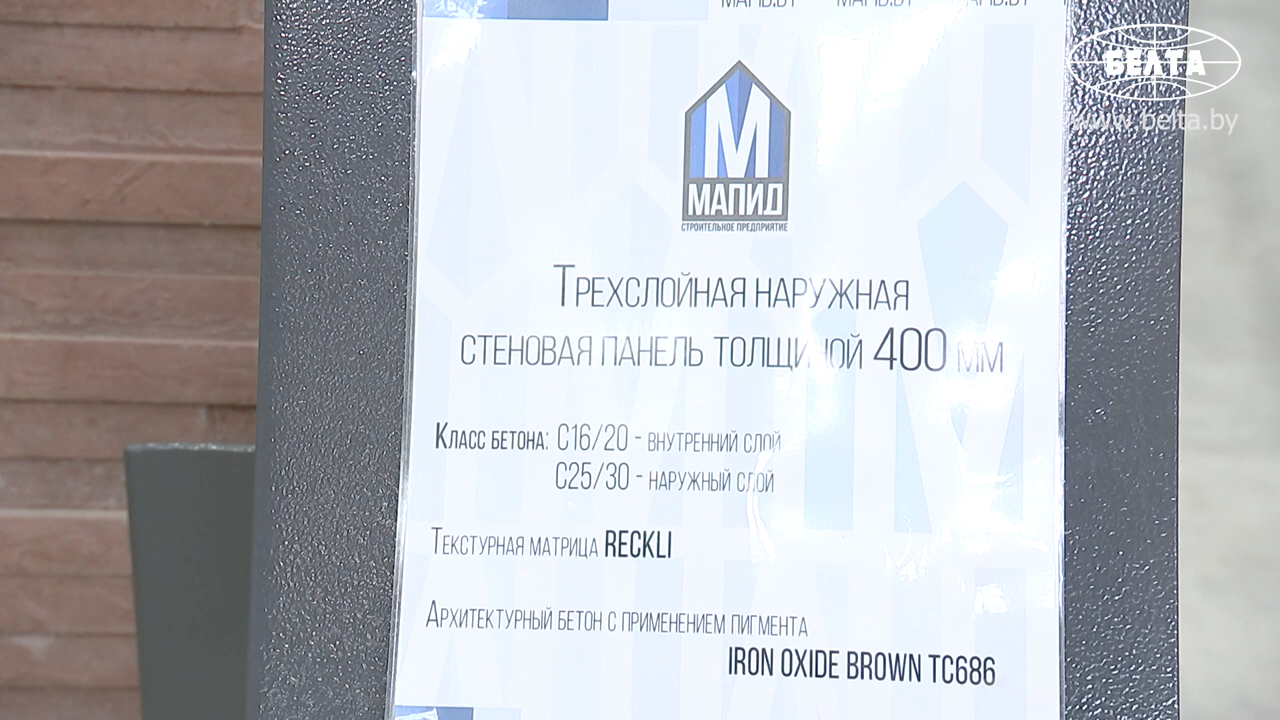 БЕЛТА
www.belta.by
М
МАПИД
СТРОИТЕЛЬНОЕ ПРЕДПРИЯТИЕ
ТРЕХСЛОЙНАЯ НАРУЖНАЯ
СТЕНОВАЯ ПАНЕЛЬ ТОЛЩИНОЙ 400 ММ
КЛАСС БЕТОНА: С16/20 - ВНУТРЕННИЙ СЛОЙ
С25/30 - НАРУЖНЫЙ СЛОЙ
ТЕКСТУРНАЯ МАТРИЦА RECKLI
АРХИТЕКТУРНЫЙ БЕТОН С ПРИМЕНЕНИЕМ ПИГМЕНТА
IRON OXIDE BROWN TC686